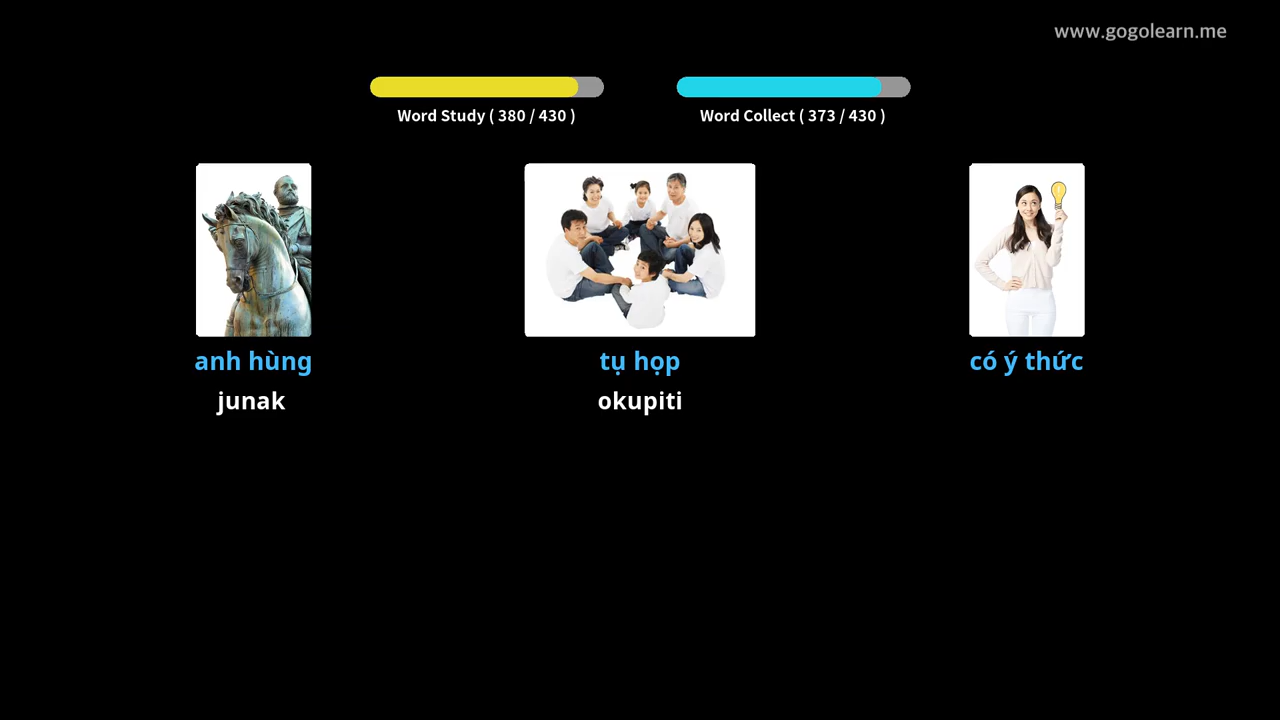 www.gogolearn.me
Word Study ( 380 / 430 )
Word Collect ( 373 / 430 )
anh hùng
junak
tụ họp
okupiti
có ý thức